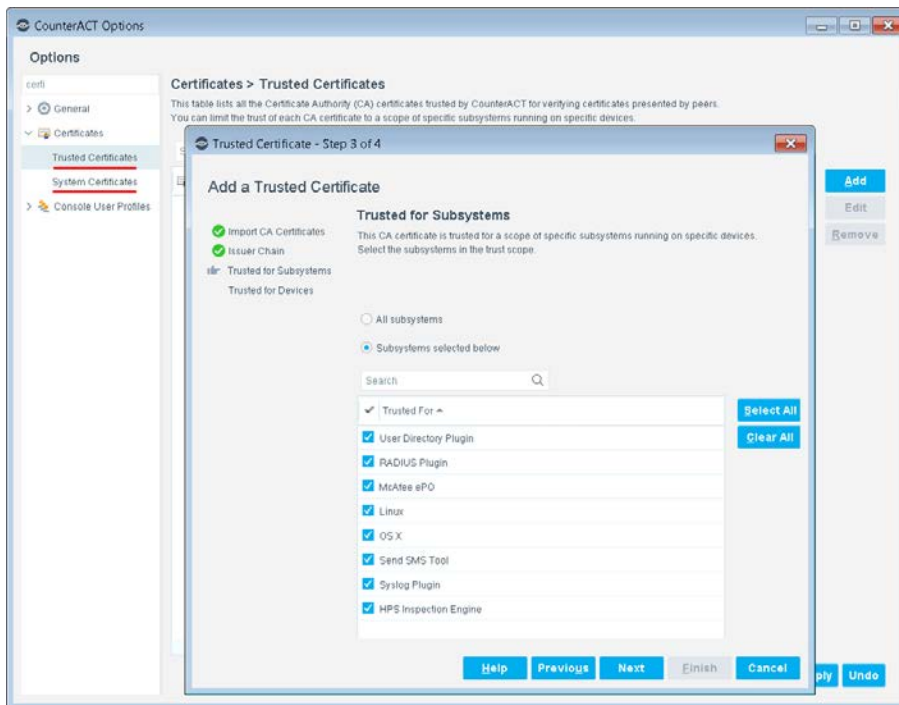 CounterACT Options
Options
certi
General
Certificates
Trusted Certificates
System Certificates
Console User Profiles
Certificates > Trusted Certificates
This table lists all the Certificate Authority (CA) certificates trusted by CounterACT for verifying certificates presented by peers.
You can limit the trust of each CA certificate to a scope of specific subsystems running on specific devices.
Add
Edit
Remove
Trusted Certificate - Step 3 of 4
Add a Trusted Certificate
Import CA Certificates
Issuer Chain
Trusted for Subsystems
Trusted for Devices
Trusted for Subsystems
This CA certificate is trusted for a scope of specific subsystems running on specific devices.
Select the subsystems in the trust scope.
All subsystems
Subsystems selected below
Search
Trusted For
User Directory Plugin
RADIUS Plugin
McAfee ePO
Linux
OS X
Send SMS Tool
Syslog Plugin
HPS Inspection Engine
Select All
Clear All
Help Previous Next Finish Cancel
ply Undo